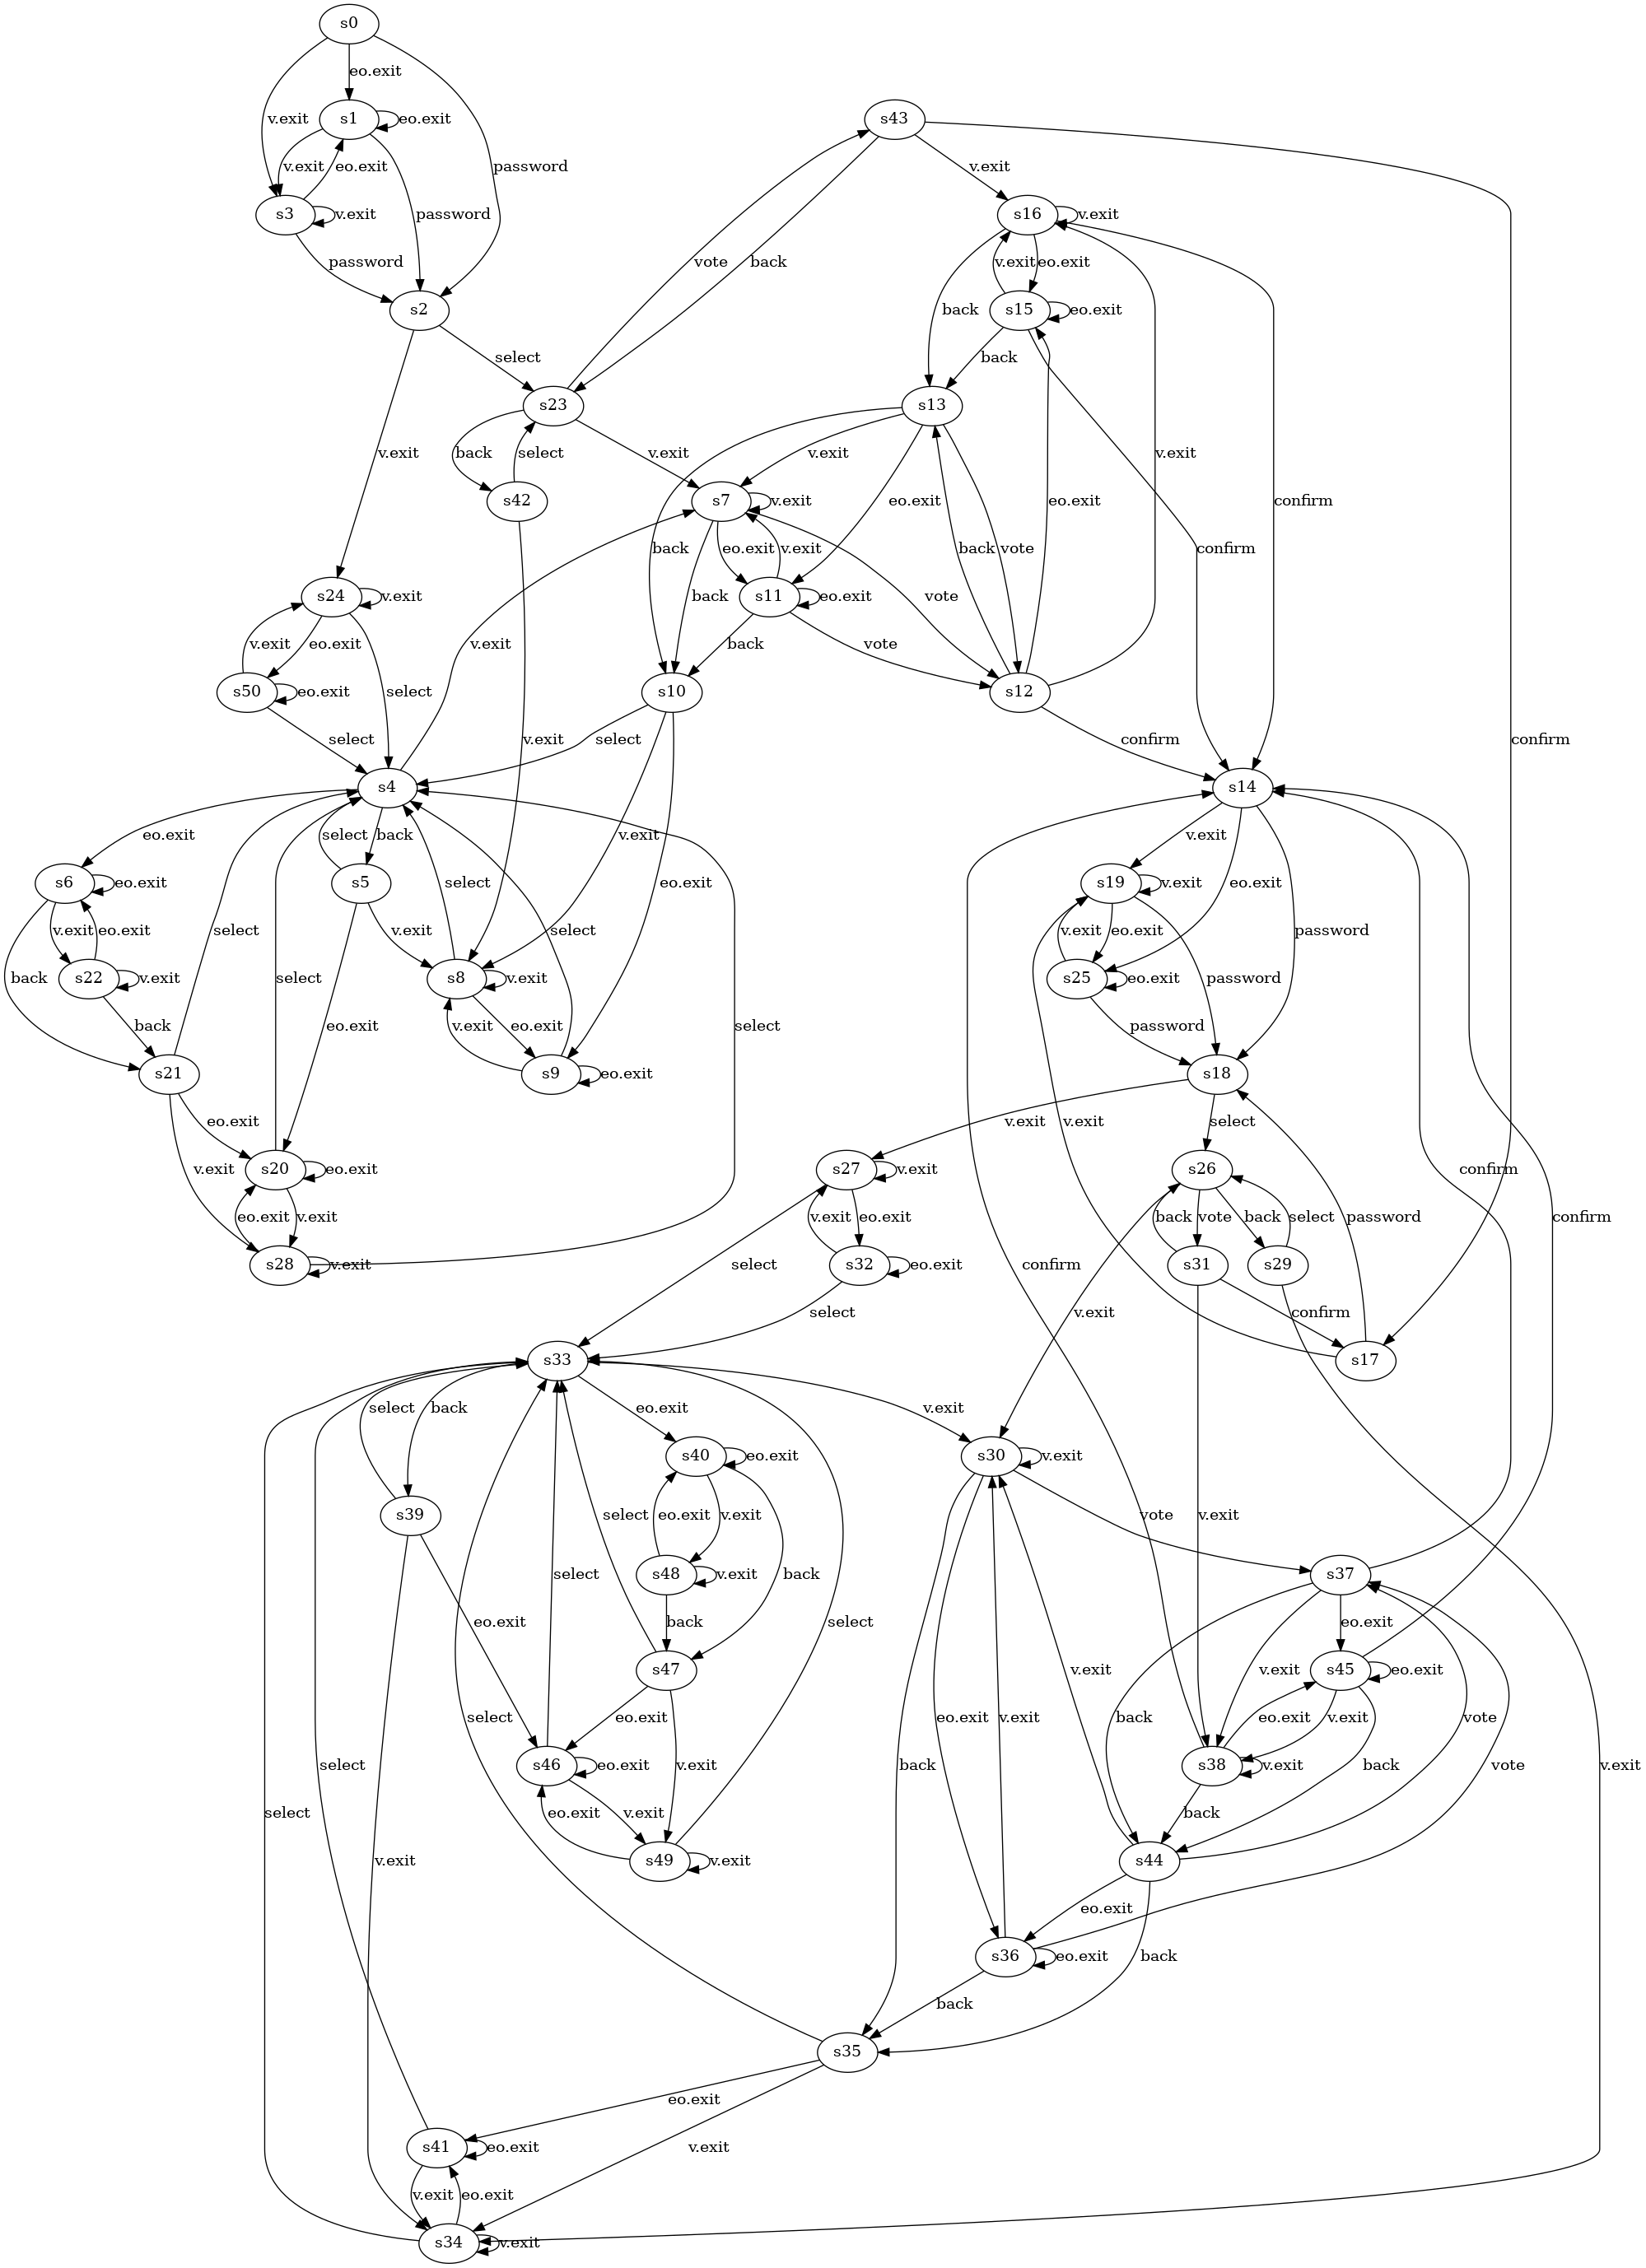 s0
eo.exit
s1
eo.exit
s43
v.exit
v.exit
eo.exit
password
v.exit
s3
v.exit
password
s16
v.exit
password
vote
back
v.exit
eo.exit
s2
back
s15
eo.exit
select
back
s23
s13
v.exit
back
select
v.exit
v.exit
v.exit
s42
s7
v.exit
eo.exit
eo.exit
confirm
back
eo.exit
v.exit
back
vote
confirm
s24
v.exit
back
s11
eo.exit
vote
v.exit
eo.exit
v.exit
back
vote
s50
eo.exit
select
s10
s12
select
v.exit
select
confirm
confirm
s4
s14
eo.exit
select
back
v.exit
v.exit
s6
eo.exit
s5
select
eo.exit
s19
v.exit
eo.exit
v.exit
eo.exit
select
v.exit
select
v.exit
eo.exit
password
back
s22
v.exit
select
s8
v.exit
s25
eo.exit
password
back
eo.exit
v.exit
eo.exit
select
password
s21
s9
eo.exit
s18
eo.exit
v.exit
v.exit
select
v.exit
s20
eo.exit
s27
v.exit
s26
confirm
eo.exit
v.exit
v.exit
eo.exit
back
vote
back
select
password
confirm
s28
v.exit
select
s32
eo.exit
confirm
s31
s29
select
v.exit
confirm
s33
s17
select
back
eo.exit
v.exit
s40
eo.exit
s30
v.exit
s39
select
eo.exit
v.exit
vote
v.exit
select
s48
v.exit
back
s37
eo.exit
back
select
eo.exit
s47
v.exit
s45
eo.exit
select
eo.exit
v.exit
back
eo.exit
v.exit
vote
eo.exit
v.exit
select
s46
eo.exit
v.exit
back
s38
v.exit
back
vote
v.exit
select
eo.exit
v.exit
back
v.exit
s49
v.exit
s44
eo.exit
s36
eo.exit
back
back
s35
eo.exit
s41
eo.exit
v.exit
v.exit
eo.exit
s34
v.exit